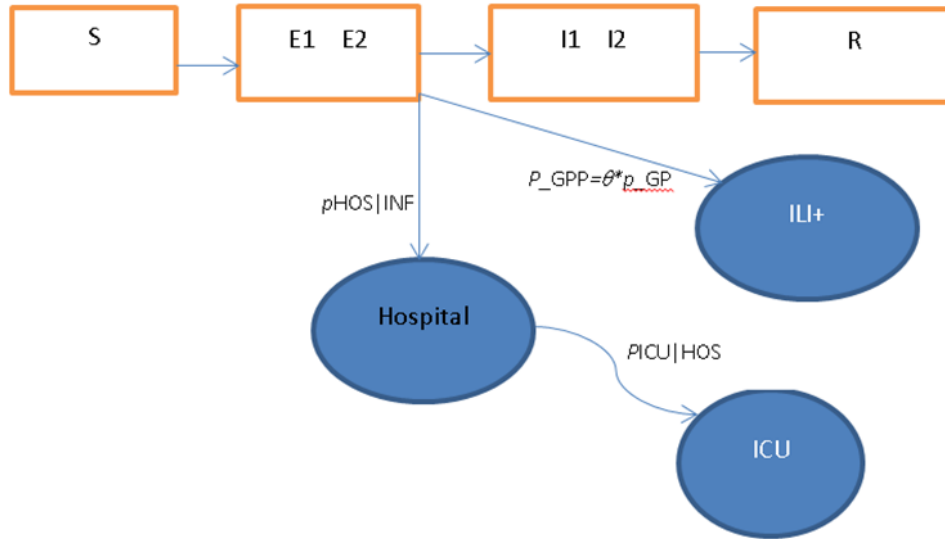 S
E1 E2
I1 I2
R
P_GPP=θ*p_GP
pHOS|INF
ILI+
Hospital
PICU|HOS
ICU